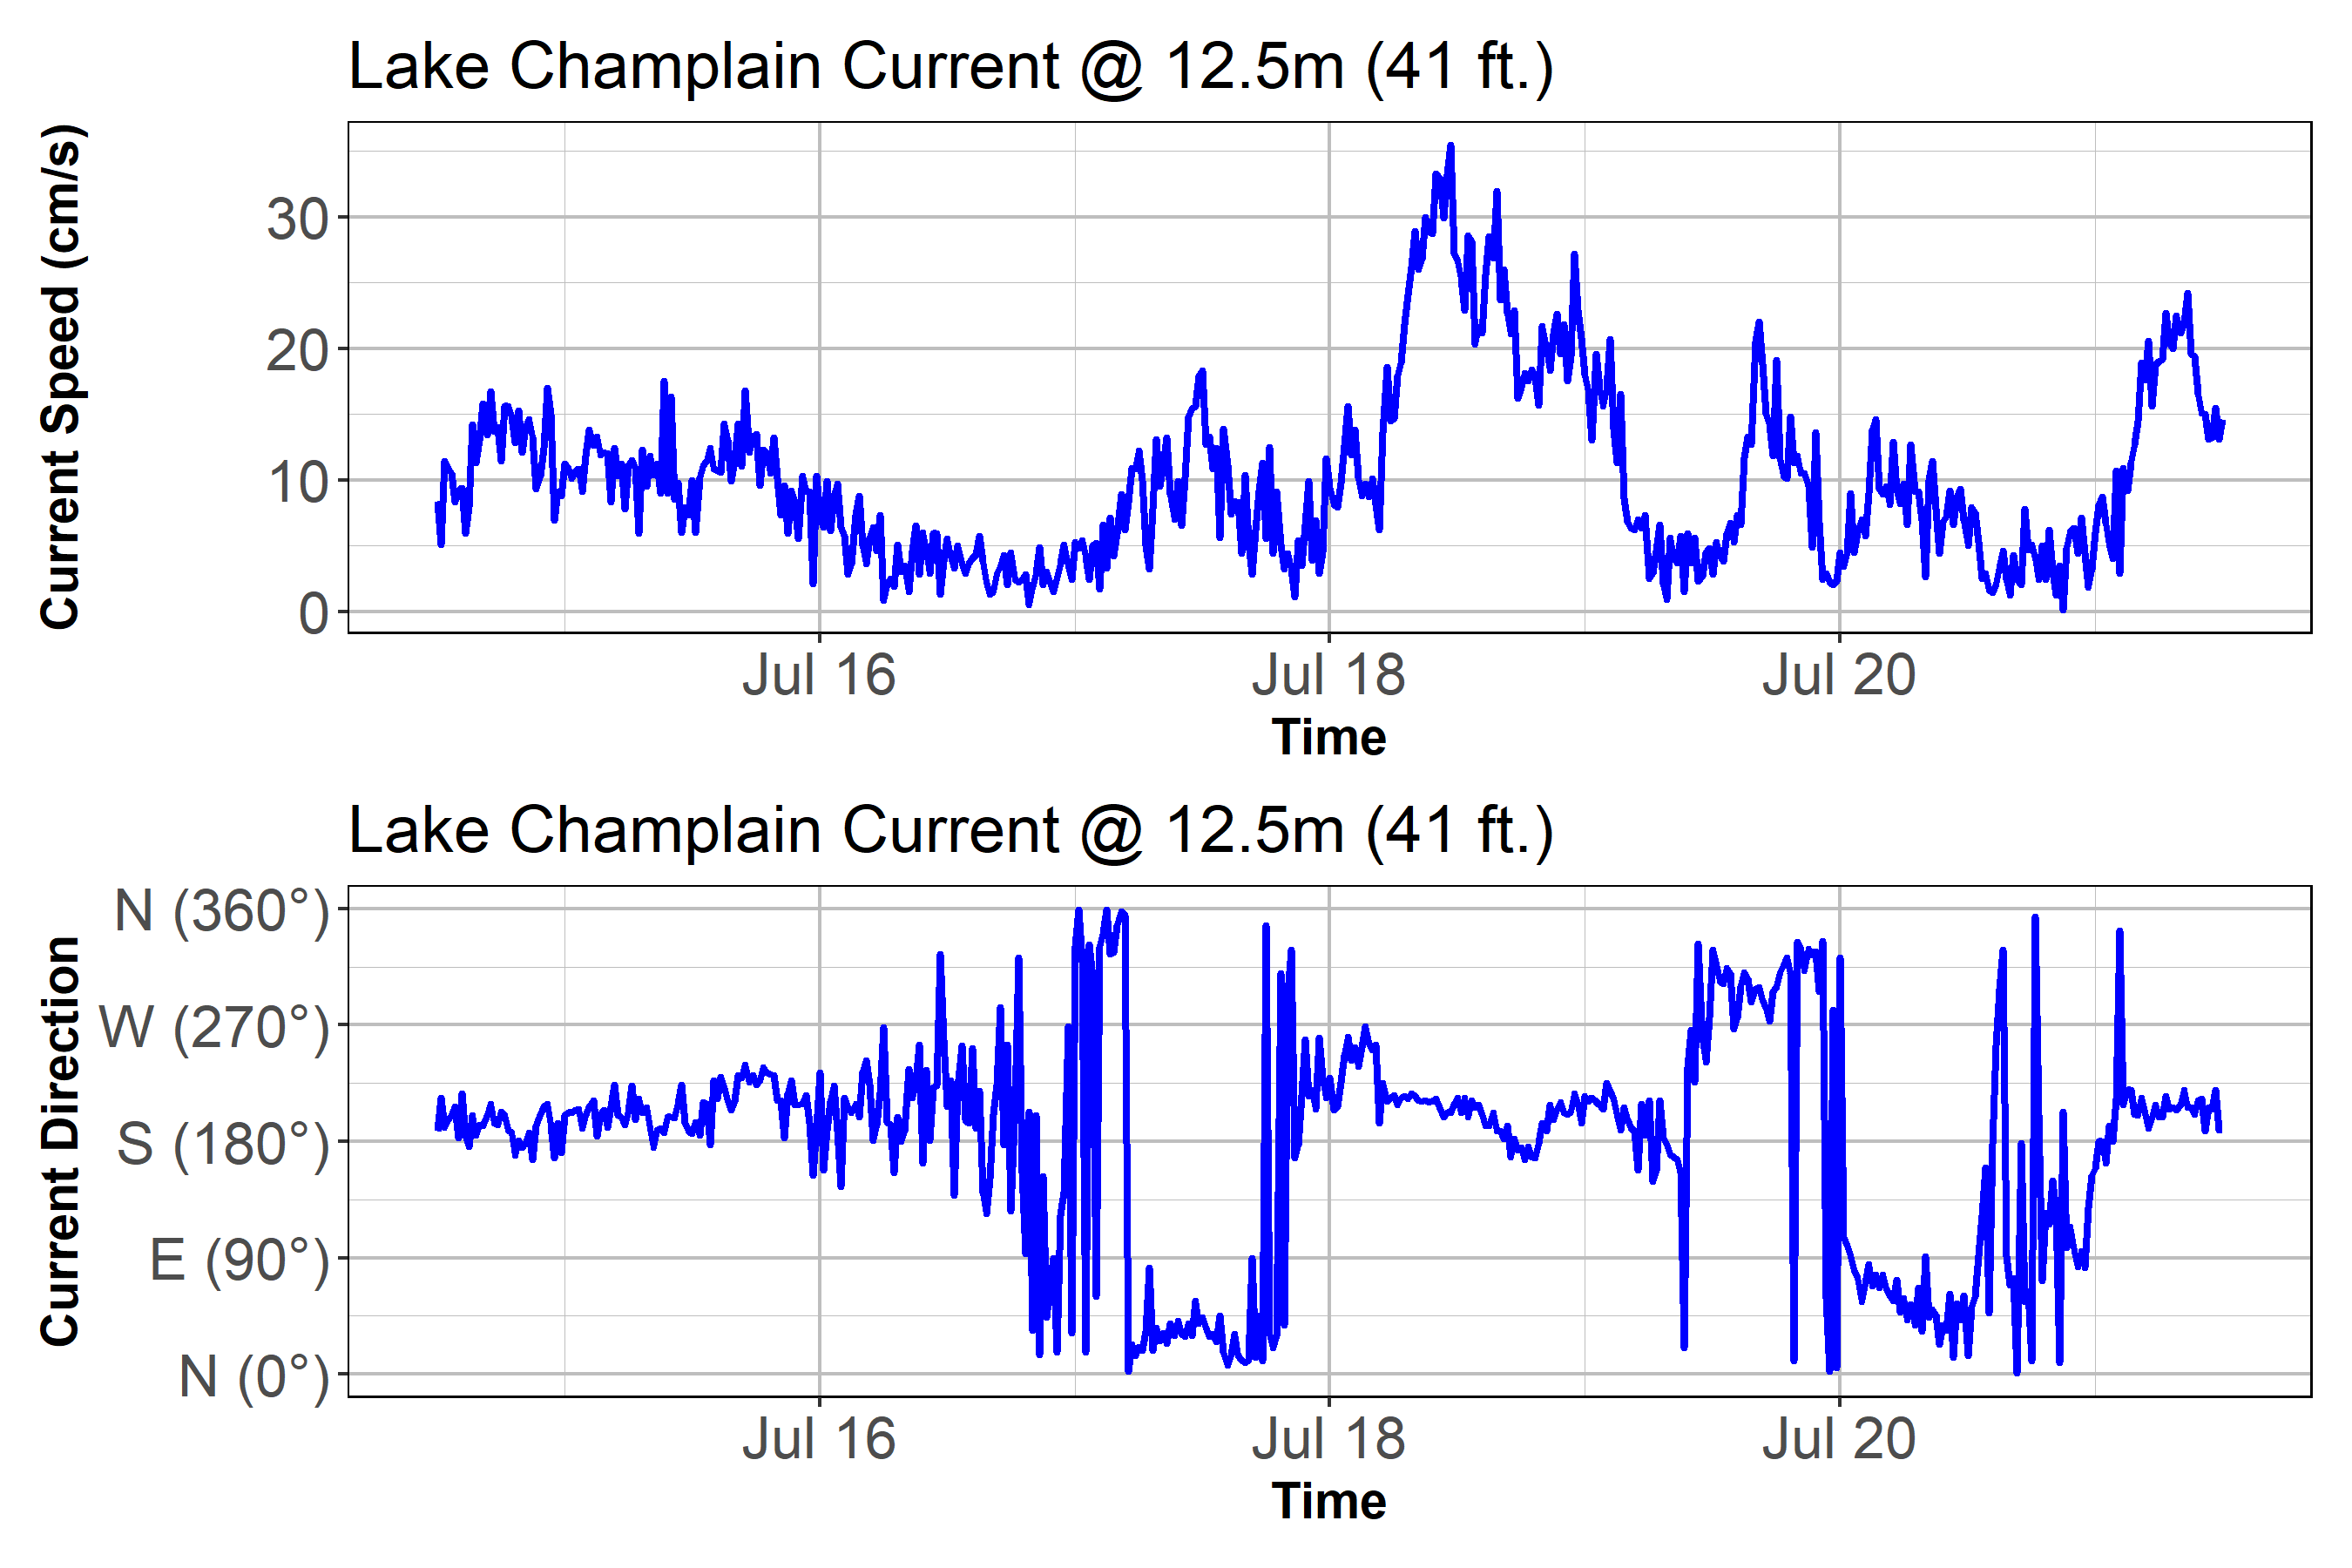 Lake Champlain Current @ 12.5m (41 ft.)
Current Speed (cm/s)
30
20
10
0
Jul 16 Jul 18 Jul 20
Time
Lake Champlain Current @ 12.5m (41 ft.)
Current Direction
N (360°)
W (270°)
S (180°)
E (90°)
N (0°)
Jul 16 Jul 18 Jul 20
Time